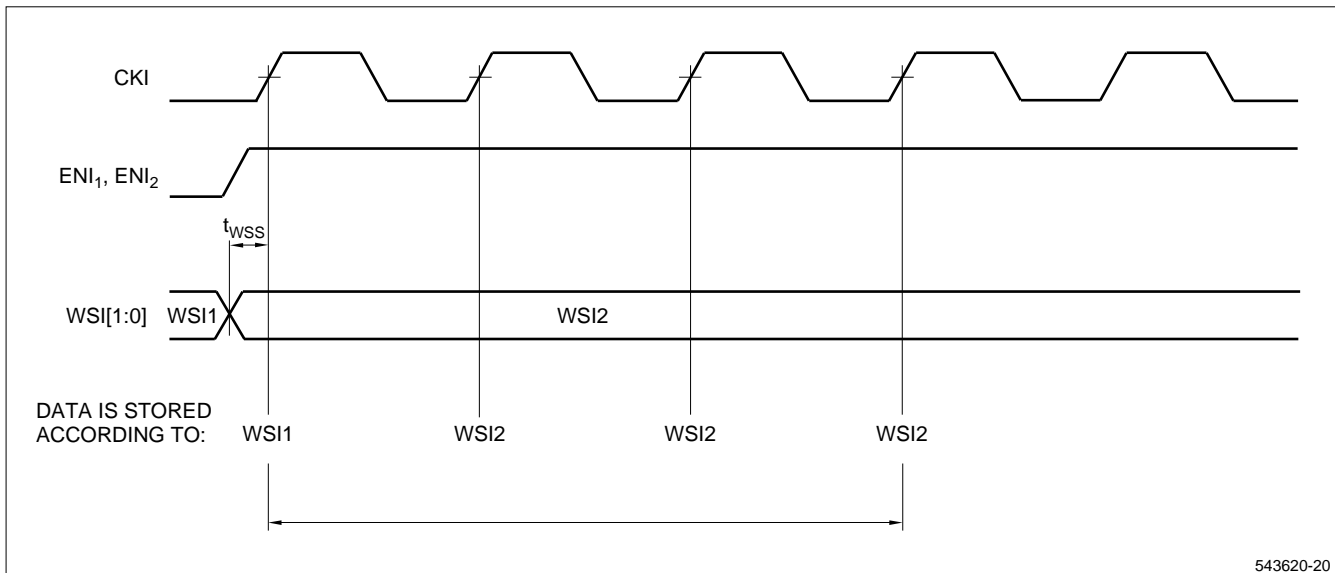 CKI
ENI₁, ENI₂
tWSS
WSI[1:0] WSI1 WSI2
DATA IS STORED
ACCORDING TO: WSI1 WSI2 WSI2 WSI2
543620-20